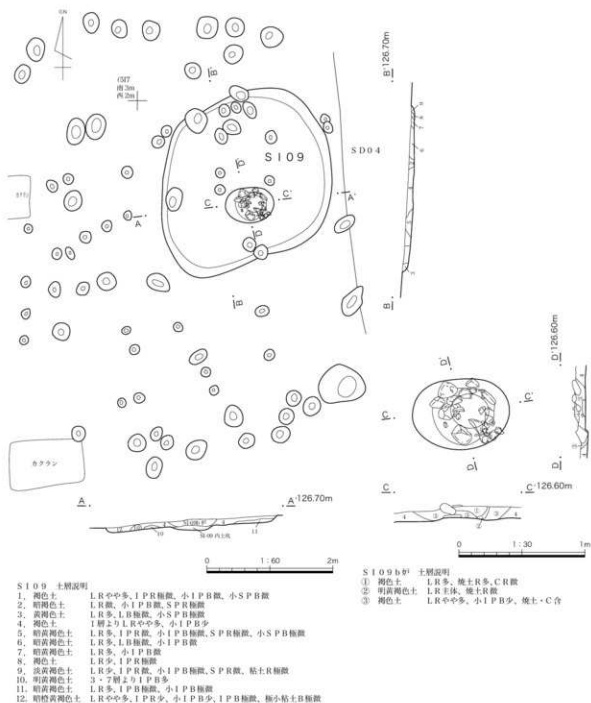 G.N
(5)7
南3m
西2m
SI09
SD04
A
A'
B
B'
C
C'
D
D'
B'-126.70m
B
カクラン
D'-126.60m
D
A
A'-126.70m
C
C'-126.60m
0 1:60 2m
0 1:30 1m
SI09 土層説明
1. 褐色土 LRやや多、IPR極微、小IPB微、小SPB微
2. 暗褐色土 LR微、小IPB微、SPR極微
3. 黄褐色土 LR多、LB極微、小SPB極微
4. 褐色土 1層よりLRやや多、小IPB少
5. 暗黄褐色土 LR多、IPR微、小IPB極微、SPR極微、小SPB極微
6. 暗黄褐色土 LR多、LB極微、小IPB微
7. 暗黄褐色土 LR多、小IPB微
8. 褐色土 LR少、IPR極微
9. 淡黄褐色土 LR少、IPR微、小IPB極微、SPR微、粘土R極微
10. 明黄褐色土 3・7層よりIPB多
11. 暗黄褐色土 LR多、IPB極微、小IPB極微
12. 暗橙黄褐色土 LRやや多、IPR少、小IPB少、IPB極微、極小粘土B極微
SI09bか 土層説明
① 褐色土 LR多、焼土R多、CR微
② 明黄褐色土 LR主体、焼土R微
③ 褐色土 LRやや多、小IPB少、焼土・C含